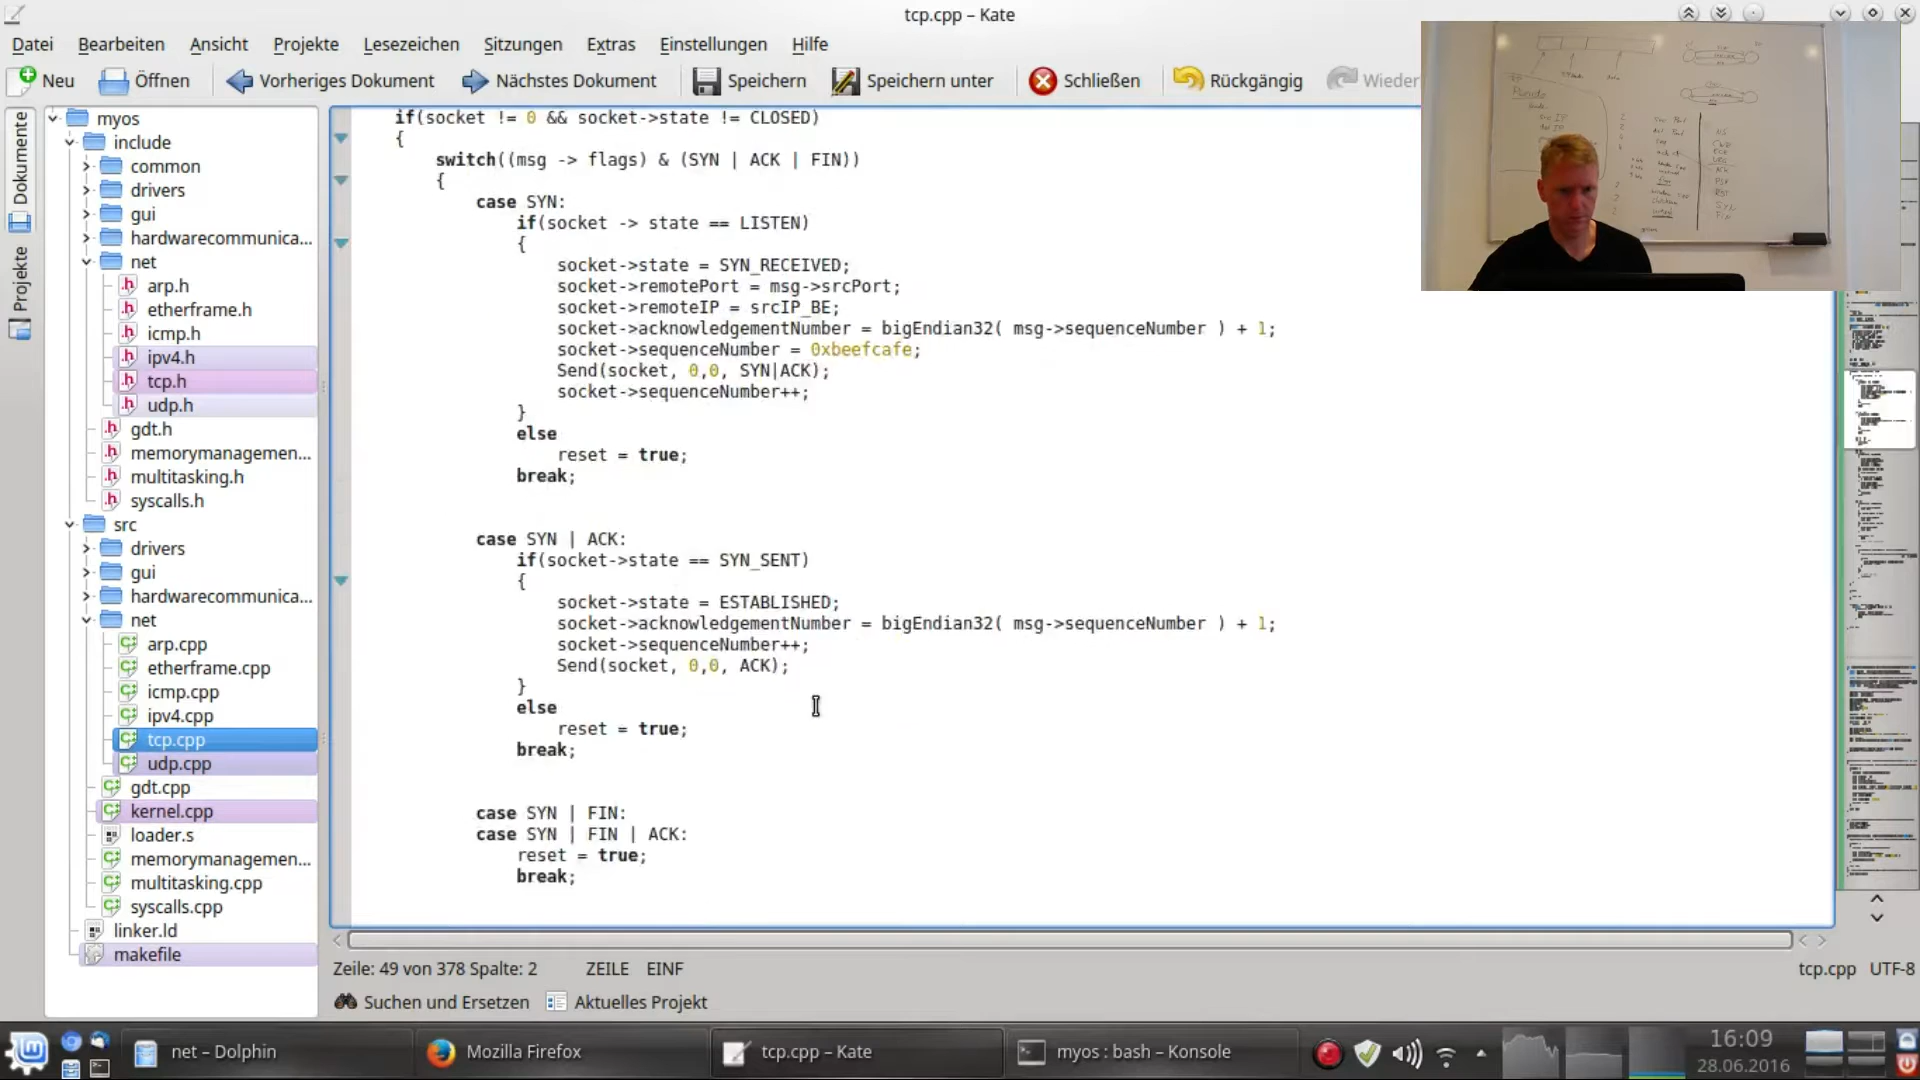 tcp.cpp – Kate
Datei Bearbeiten Ansicht Projekte Lesezeichen Sitzungen Extras Einstellungen Hilfe
Neu Öffnen Vorheriges Dokument Nächstes Dokument Speichern Speichern unter Schließen Rückgängig Wieder
Dokumente
Projekte
myos
include
common
drivers
gui
hardwarecommunica...
net
arp.h
etherframe.h
icmp.h
ipv4.h
tcp.h
udp.h
gdt.h
memorymanagemen...
multitasking.h
syscalls.h
src
drivers
gui
hardwarecommunica...
net
arp.cpp
etherframe.cpp
icmp.cpp
ipv4.cpp
tcp.cpp
udp.cpp
gdt.cpp
kernel.cpp
loader.s
memorymanagemen...
multitasking.cpp
syscalls.cpp
linker.ld
makefile
if(socket != 0 && socket->state != CLOSED)
{
switch((msg -> flags) & (SYN | ACK | FIN))
{
case SYN:
if(socket -> state == LISTEN)
{
socket->state = SYN_RECEIVED;
socket->remotePort = msg->srcPort;
socket->remoteIP = srcIP_BE;
socket->acknowledgementNumber = bigEndian32( msg->sequenceNumber ) + 1;
socket->sequenceNumber = 0xbeefcafe;
Send(socket, 0,0, SYN|ACK);
socket->sequenceNumber++;
}
else
reset = true;
break;
case SYN | ACK:
if(socket->state == SYN_SENT)
{
socket->state = ESTABLISHED;
socket->acknowledgementNumber = bigEndian32( msg->sequenceNumber ) + 1;
socket->sequenceNumber++;
Send(socket, 0,0, ACK);
}
else
reset = true;
break;
case SYN | FIN:
case SYN | FIN | ACK:
reset = true;
break;
Zeile: 49 von 378 Spalte: 2 ZEILE EINF tcp.cpp UTF-8
Suchen und Ersetzen Aktuelles Projekt
net – Dolphin Mozilla Firefox tcp.cpp – Kate myos : bash – Konsole 16:09
28.06.2016